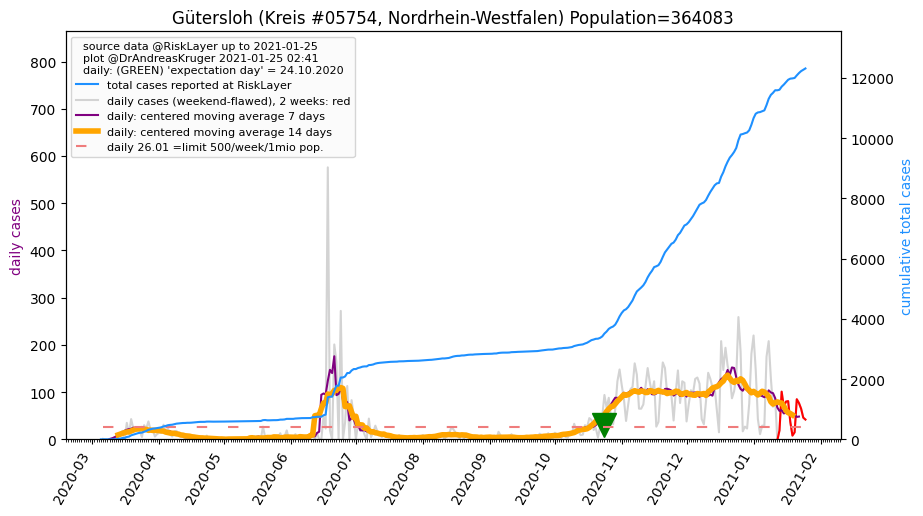 Gütersloh (Kreis #05754, Nordrhein-Westfalen) Population=364083
source data @RiskLayer up to 2021-01-25
plot @DrAndreasKruger 2021-01-25 02:41
daily: (GREEN) 'expectation day' = 24.10.2020
total cases reported at RiskLayer
daily cases (weekend-flawed), 2 weeks: red
daily: centered moving average 7 days
daily: centered moving average 14 days
daily 26.01 =limit 500/week/1mio pop.
daily cases
800
700
600
500
400
300
200
100
0
cumulative total cases
12000
10000
8000
6000
4000
2000
0
2020-03
2020-04
2020-05
2020-06
2020-07
2020-08
2020-09
2020-10
2020-11
2020-12
2021-01
2021-02